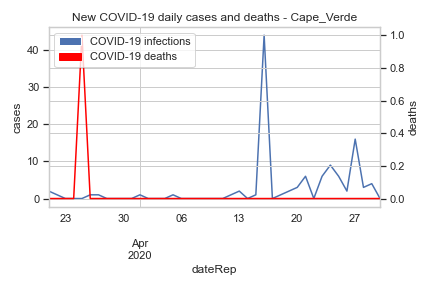 New COVID-19 daily cases and deaths - Cape_Verde
COVID-19 infections
COVID-19 deaths
cases
40
30
20
10
0
deaths
1.0
0.8
0.6
0.4
0.2
0.0
23
30
06
13
20
27
Apr
2020
dateRep